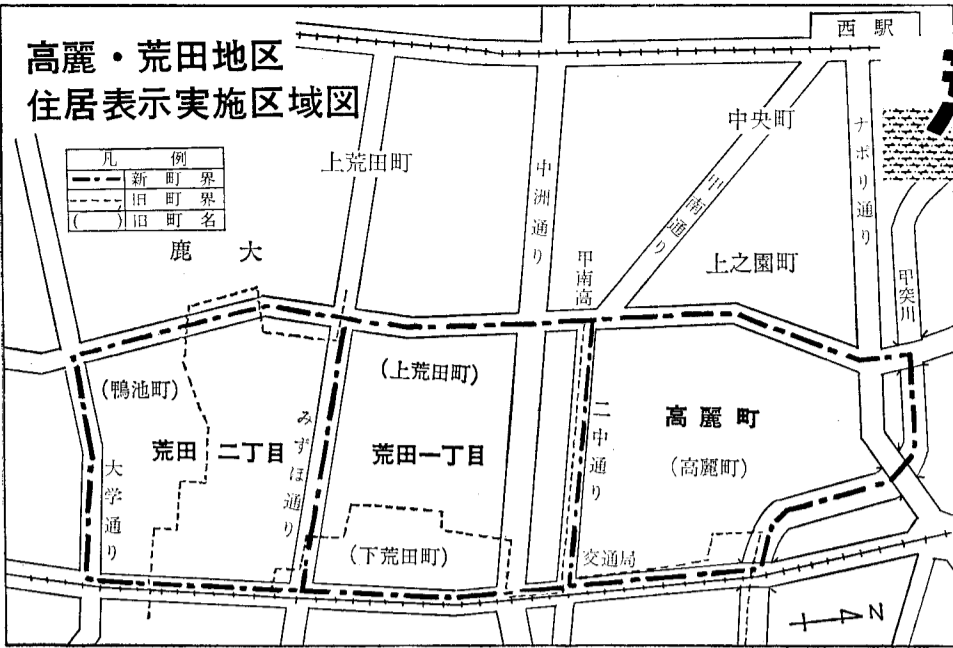 高麗・荒田地区
住居表示実施区域図
凡例
新町界
旧町界
( ) 旧町名
西駅
上荒田町
中央町
ナポリ通り
中洲通り
甲南通り
鹿大
甲南高
上之園町
甲突川
(鴨池町)
(上荒田町)
みずほ通り
二中通り
高麗町
(高麗町)
荒田二丁目
荒田一丁目
大学通り
(下荒田町)
交通局
N